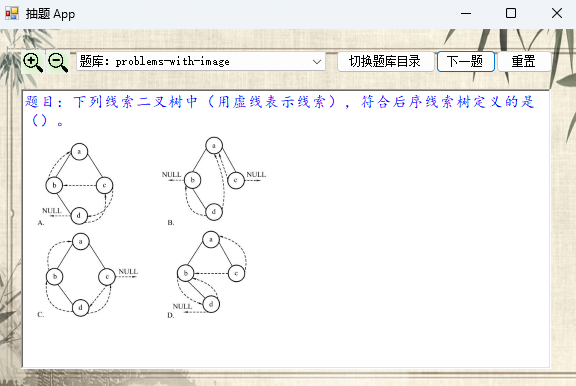 抽题 App
题库: problems-with-image
切换题库目录
下一题
重置
题目: 下列线索二叉树中 (用虚线表示线索), 符合后序线索树定义的是
() 。
a
b
c
NULL
d
A.
a
NULL
b
c
NULL
d
B.
a
b
c
NULL
d
C.
a
b
c
NULL
d
D.